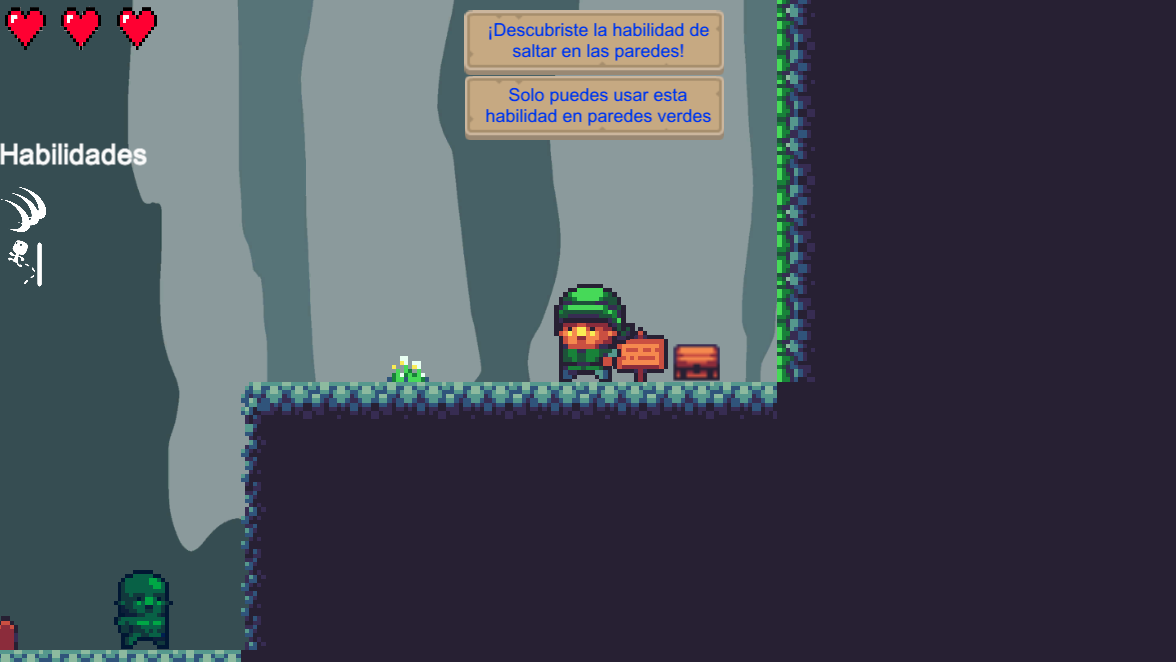 ¡Descubriste la habilidad de
saltar en las paredes!
Solo puedes usar esta
habilidad en paredes verdes
Habilidades